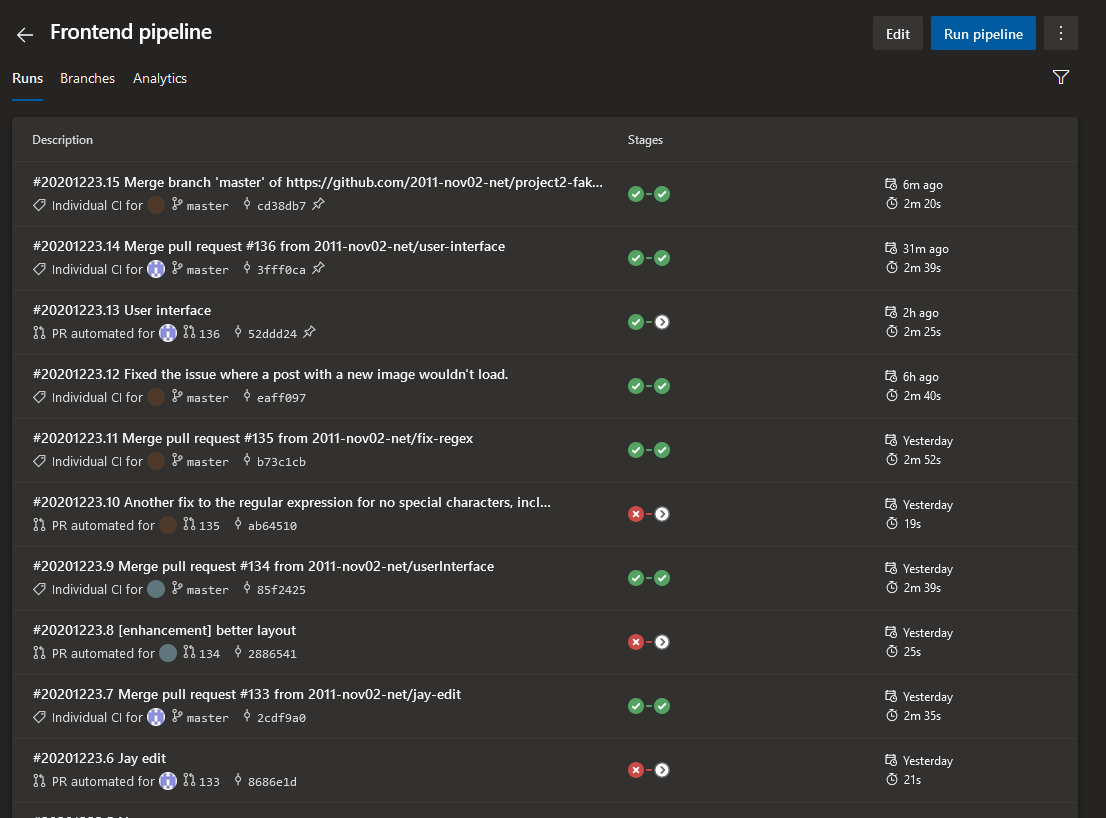 Frontend pipeline
Edit
Run pipeline
Runs
Branches
Analytics
Description
Stages
#20201223.15 Merge branch 'master' of https://github.com/2011-nov02-net/project2-fak...
Individual CI for master cd38db7
6m ago
2m 20s
#20201223.14 Merge pull request #136 from 2011-nov02-net/user-interface
Individual CI for master 3fff0ca
31m ago
2m 39s
#20201223.13 User interface
PR automated for 136 52ddd24
2h ago
2m 25s
#20201223.12 Fixed the issue where a post with a new image wouldn't load.
Individual CI for master eaff097
6h ago
2m 40s
#20201223.11 Merge pull request #135 from 2011-nov02-net/fix-regex
Individual CI for master b73c1cb
Yesterday
2m 52s
#20201223.10 Another fix to the regular expression for no special characters, incl...
PR automated for 135 ab64510
Yesterday
19s
#20201223.9 Merge pull request #134 from 2011-nov02-net/userInterface
Individual CI for master 85f2425
Yesterday
2m 39s
#20201223.8 [enhancement] better layout
PR automated for 134 2886541
Yesterday
25s
#20201223.7 Merge pull request #133 from 2011-nov02-net/jay-edit
Individual CI for master 2cdf9a0
Yesterday
2m 35s
#20201223.6 Jay edit
PR automated for 133 8686e1d
Yesterday
21s